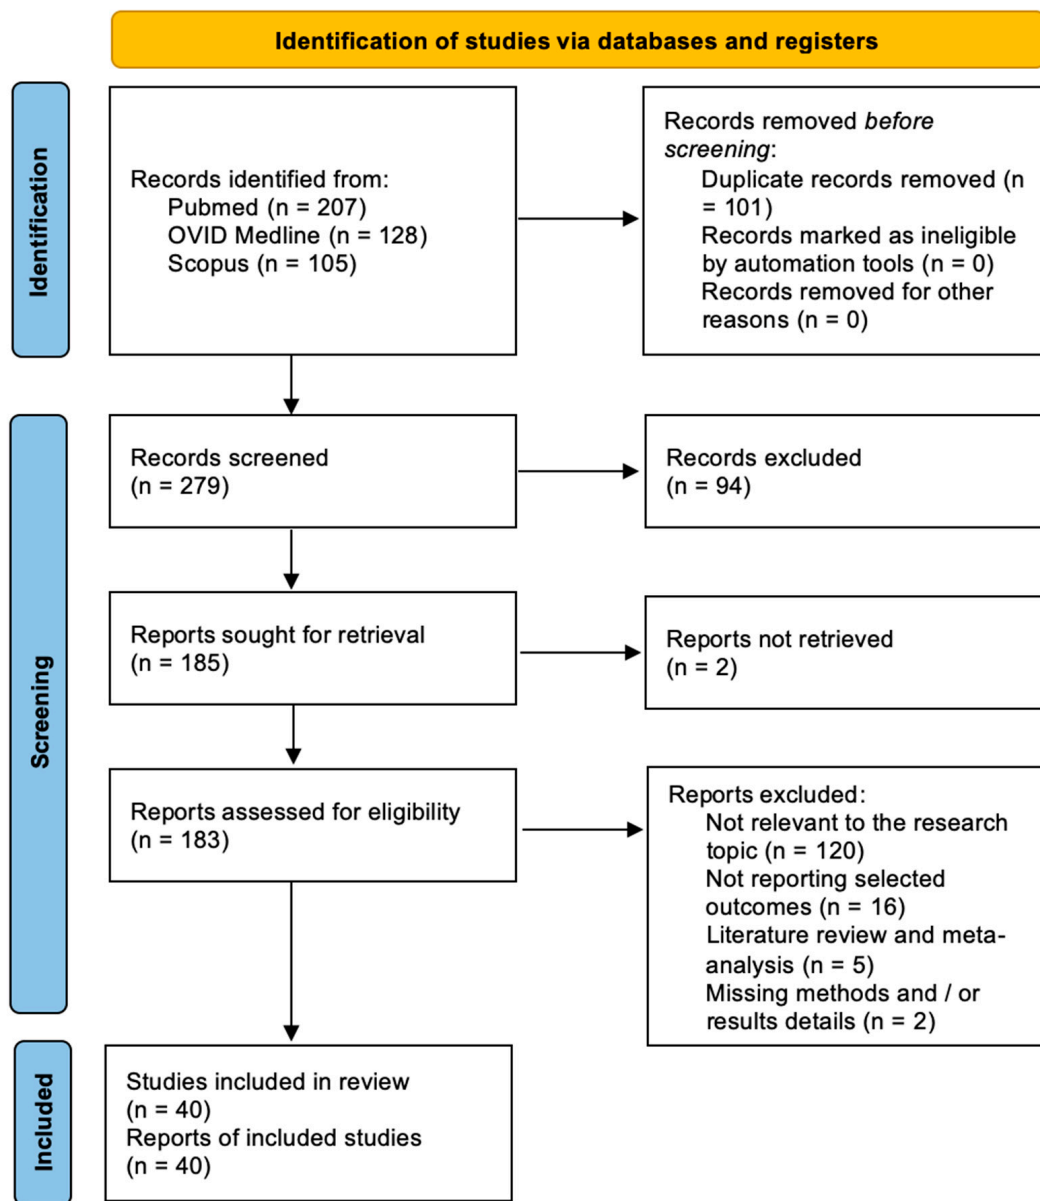 Identification of studies via databases and registers
Identification
Records identified from:
Pubmed (n = 207)
OVID Medline (n = 128)
Scopus (n = 105)
Records removed before
screening:
Duplicate records removed (n
= 101)
Records marked as ineligible
by automation tools (n = 0)
Records removed for other
reasons (n = 0)
Screening
Records screened
(n = 279)
Records excluded
(n = 94)
Reports sought for retrieval
(n = 185)
Reports not retrieved
(n = 2)
Reports assessed for eligibility
(n = 183)
Reports excluded:
Not relevant to the research
topic (n = 120)
Not reporting selected
outcomes (n = 16)
Literature review and meta-
analysis (n = 5)
Missing methods and / or
results details (n = 2)
Included
Studies included in review
(n = 40)
Reports of included studies
(n = 40)